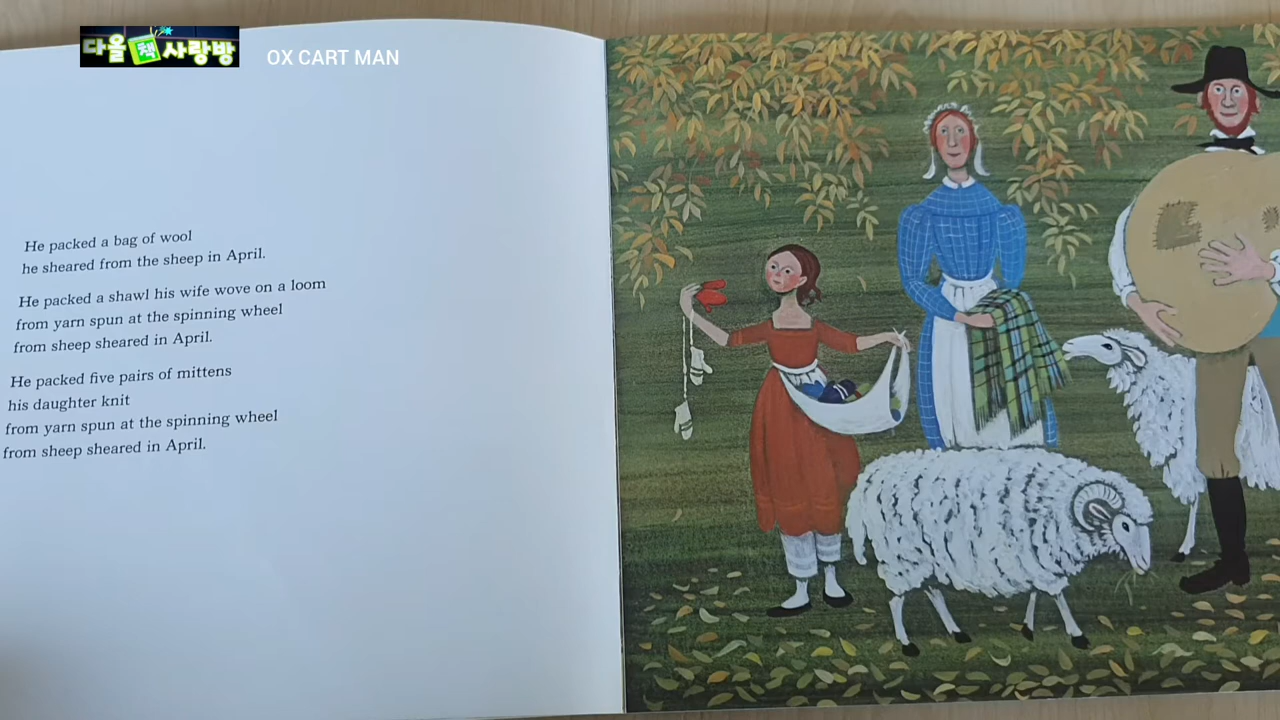 다올책사랑방
OX CART MAN
He packed a bag of wool
he sheared from the sheep in April.
He packed a shawl his wife wove on a loom
from yarn spun at the spinning wheel
from sheep sheared in April.
He packed five pairs of mittens
his daughter knit
from yarn spun at the spinning wheel
from sheep sheared in April.